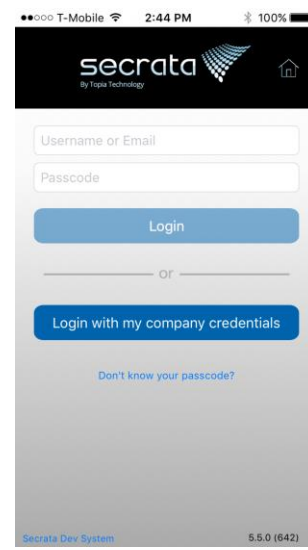 T-Mobile 2:44 PM 100%
secrata
By Topia Technology
Username or Email
Passcode
Login
or
Login with my company credentials
Don't know your passcode?
Secrata Dev System 5.5.0 (642)